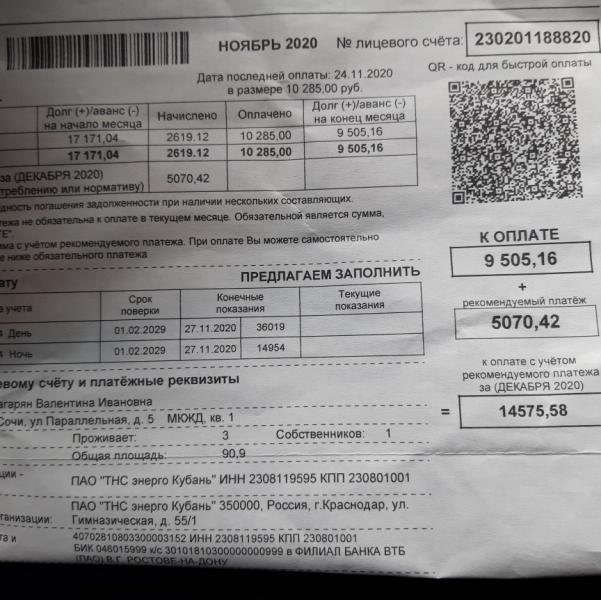 НОЯБРЬ 2020 № лицевого счёта: 230201188820
Дата последней оплаты: 24.11.2020
в размере 10 285,00 руб.
QR - код для быстрой оплаты
Долг (+)/аванс (-) на начало месяца Начислено Оплачено Долг (+)/аванс (-) на конец месяца
17 171,04 2619.12 10 285,00 9 505,16
17 171,04 2619.12 10 285,00 9 505,16
за (ДЕКАБРЯ 2020) 5070,42
или нормативу)
погашения задолженности при наличии нескольких составляющих.
не обязательна к оплате в текущем месяце. Обязательной является сумма,
с учётом рекомендуемого платежа. При оплате Вы можете самостоятельно
ниже обязательного платежа
К ОПЛАТЕ
9 505,16
+
рекомендуемый платёж
5070,42
к оплате с учётом
рекомендуемого платежа
за (ДЕКАБРЯ 2020)
= 14575,58
ПРЕДЛАГАЕМ ЗАПОЛНИТЬ
учета Срок поверки Конечные показания Текущие показания
День 01.02.2029 27.11.2020 36019
Ночь 01.02.2029 27.11.2020 14954
счёту и платёжные реквизиты
Валентина Ивановна
Сочи, ул Параллельная, д. 5 МЮЖД, кв. 1
Проживает: 3 Собственников: 1
Общая площадь: 90,9
ПАО "ТНС энерго Кубань" ИНН 2308119595 КПП 230801001
ПАО "ТНС энерго Кубань" 350000, Россия, г.Краснодар, ул.
Гимназическая, д. 55/1
40702810803300003152 ИНН 2308119595 КПП 230801001
БИК 046015999 к/с 30101810300000000999 в ФИЛИАЛ БАНКА ВТБ
(ПАО) В Г. РОСТОВЕ-НА-ДОНУ